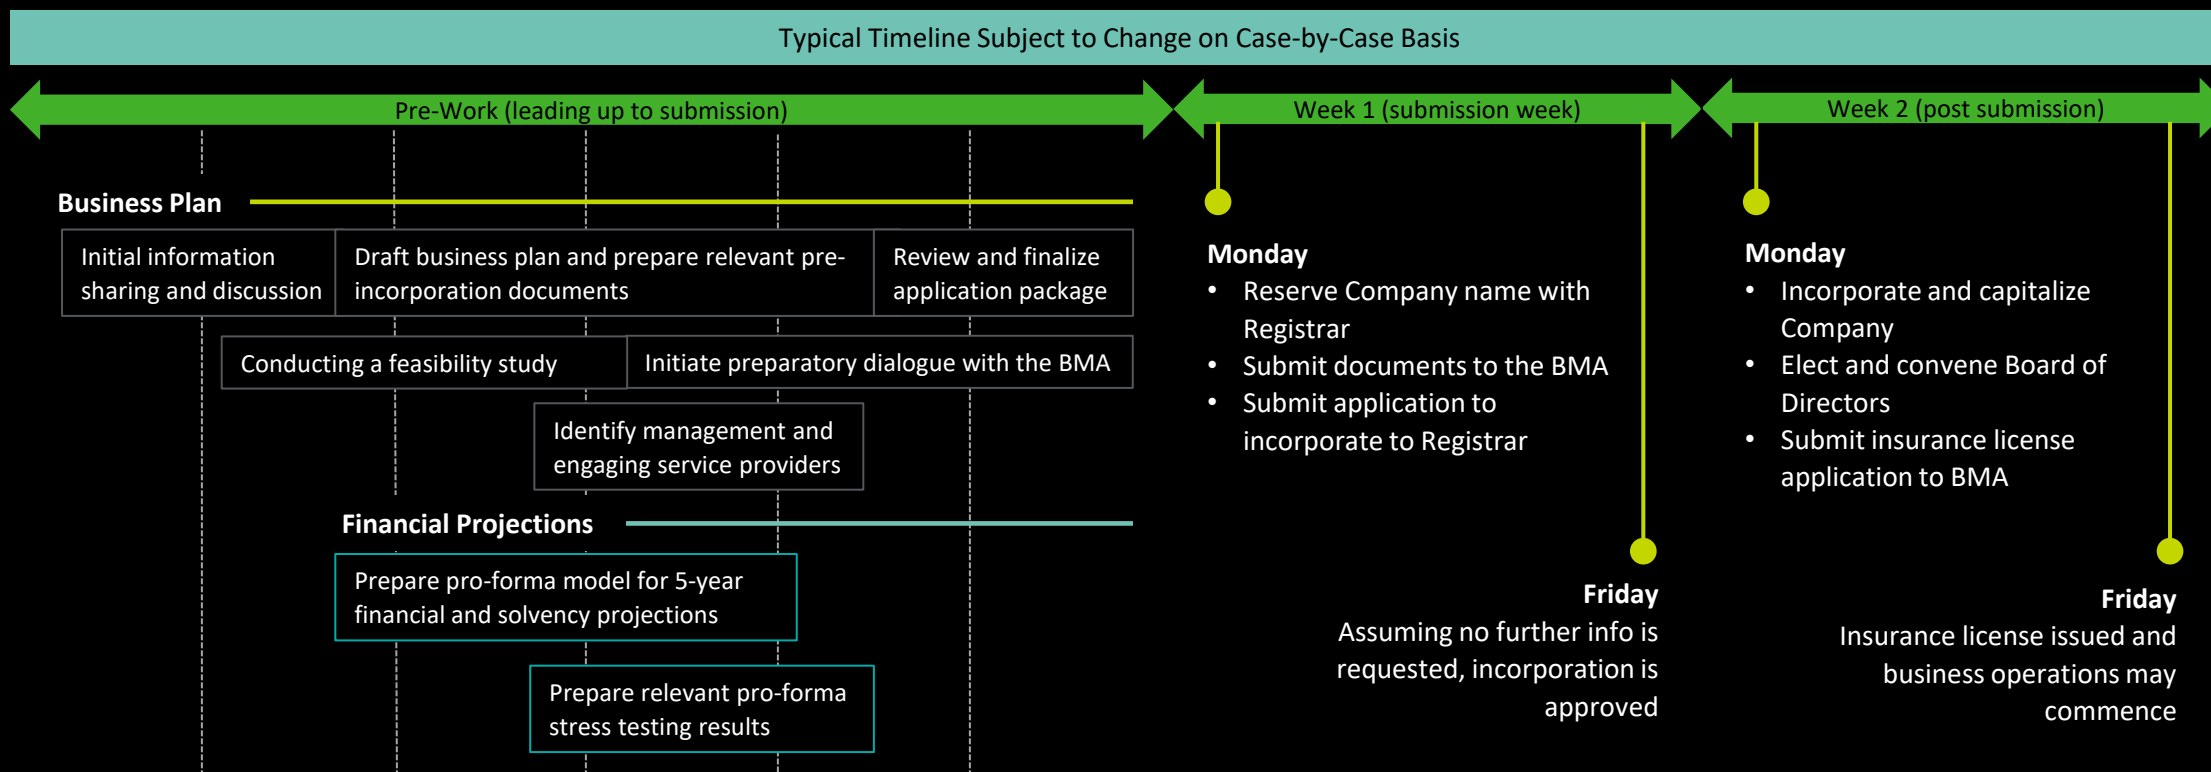 Typical Timeline Subject to Change on Case-by-Case Basis
Pre-Work (leading up to submission)
Week 1 (submission week)
Week 2 (post submission)
Business Plan
Initial information
sharing and discussion
Draft business plan and prepare relevant pre-
incorporation documents
Review and finalize
application package
Conducting a feasibility study
Initiate preparatory dialogue with the BMA
Identify management and
engaging service providers
Financial Projections
Prepare pro-forma model for 5-year
financial and solvency projections
Prepare relevant pro-forma
stress testing results
Monday
• Reserve Company name with
Registrar
• Submit documents to the BMA
• Submit application to
incorporate to Registrar
Friday
Assuming no further info is
requested, incorporation is
approved
Monday
• Incorporate and capitalize
Company
• Elect and convene Board of
Directors
• Submit insurance license
application to BMA
Friday
Insurance license issued and
business operations may
commence